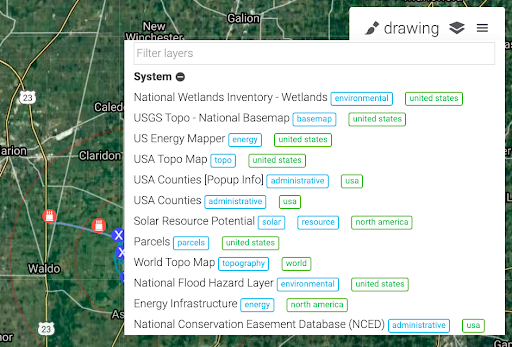 Galion
New
Winchester
drawing
Filter layers
System
23
Caled
National Wetlands Inventory - Wetlands environmental united states
USGS Topo - National Basemap basemap united states
US Energy Mapper energy united states
arion
Claridon
USA Topo Map topo united states
USA Counties [Popup Info] administrative usa
USA Counties administrative usa
Solar Resource Potential solar resource north america
Parcels parcels united states
X
World Topo Map topography world
X
Waldo
National Flood Hazard Layer environmental united states
Energy Infrastructure energy north america
As
23
National Conservation Easement Database (NCED) administrative usa
nor